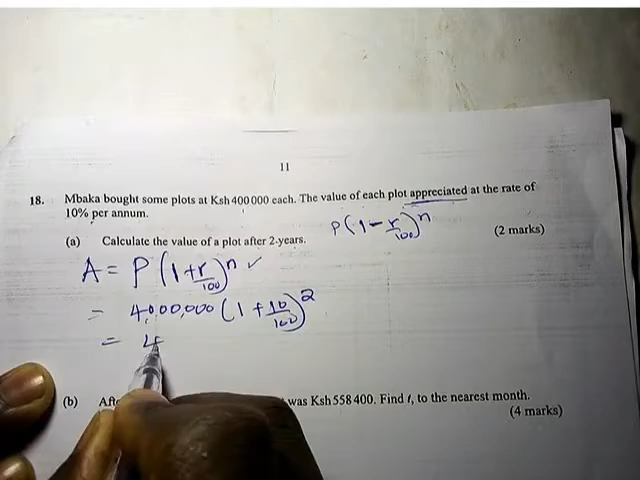 11
18. Mbaka bought some plots at Ksh 400 000 each. The value of each plot appreciated at the rate of
10% per annum.
P(1-r/100)^n
(a) Calculate the value of a plot after 2 years. (2 marks)
A = P(1+r/100)^n ✓
= 4,0,00,000(1+10/100)^2
= 4
(b) was Ksh 558 400. Find t, to the nearest month.
(4 marks)